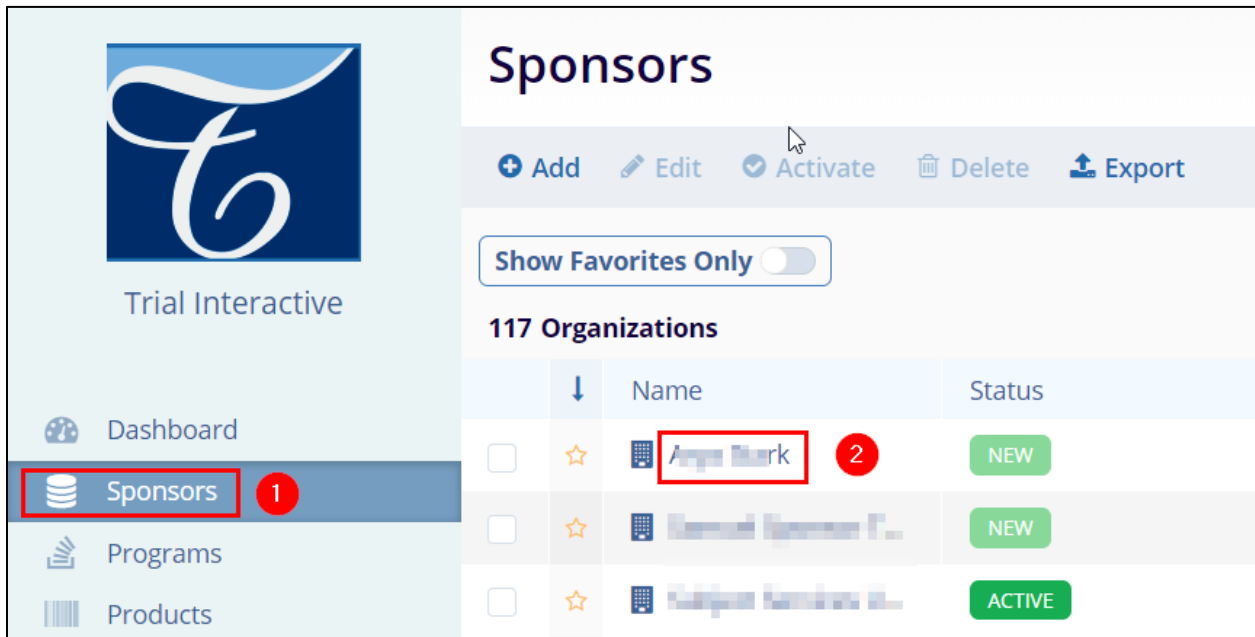 Trial Interactive
Dashboard
Sponsors 1
Programs
Products
Sponsors
Add Edit Activate Delete Export
Show Favorites Only
117 Organizations
Name Status
2 NEW
NEW
ACTIVE